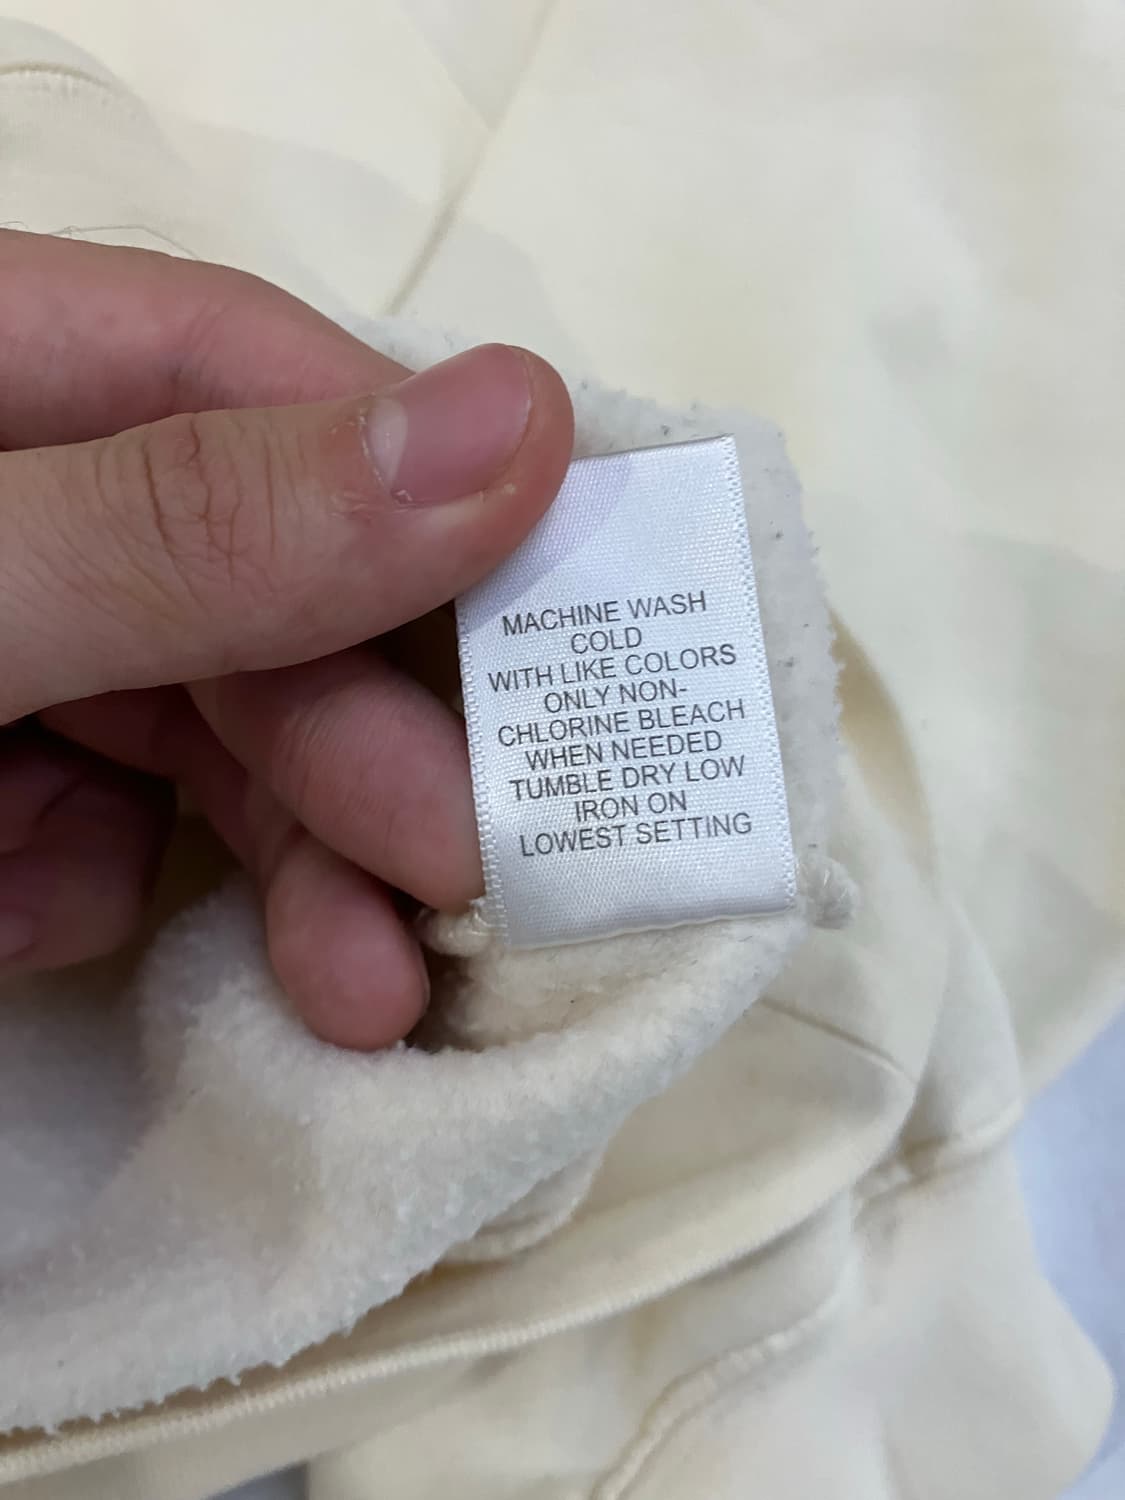 MACHINE WASH
COLD
WITH LIKE COLORS
ONLY NON-
CHLORINE BLEACH
WHEN NEEDED
TUMBLE DRY LOW
IRON ON
LOWEST SETTING